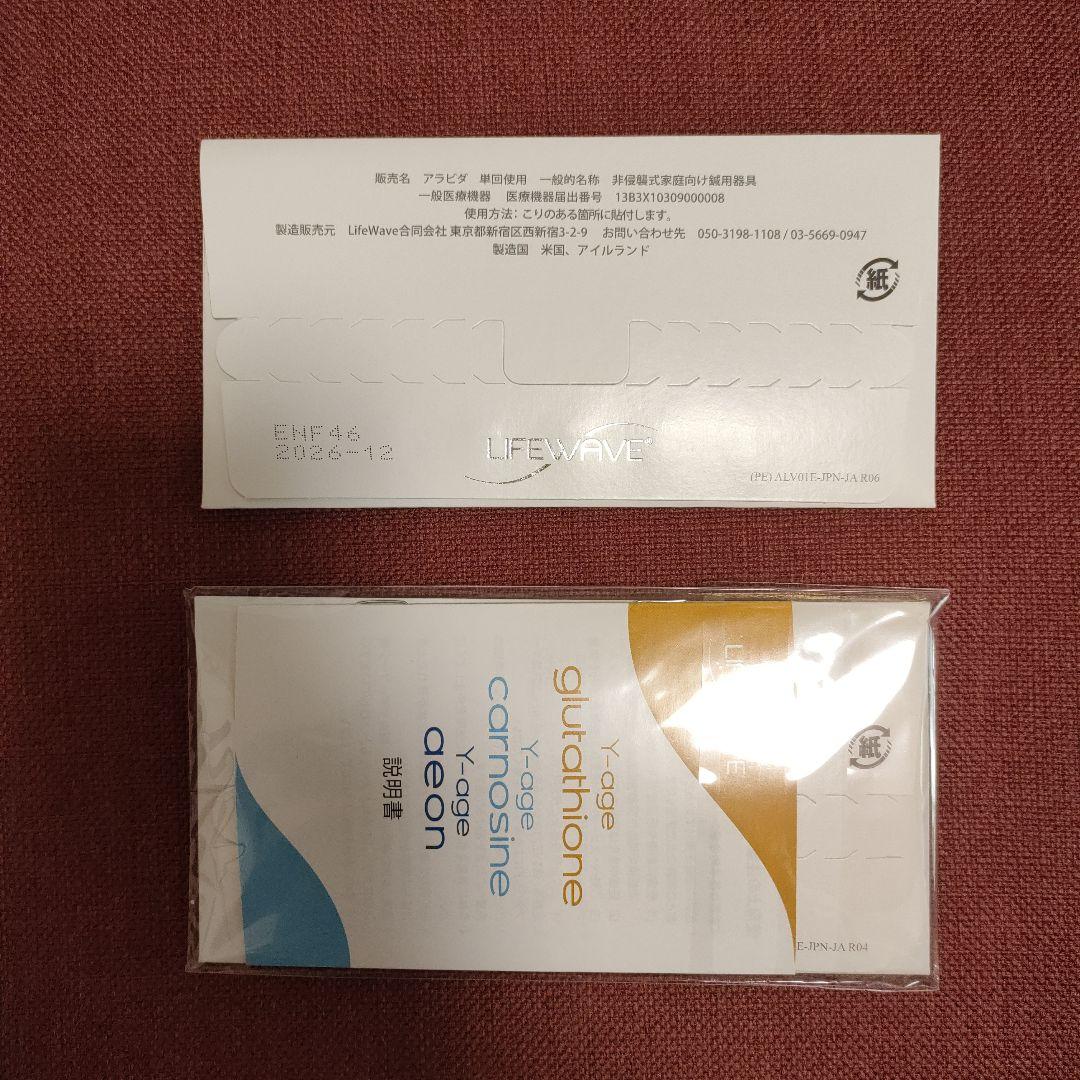 販売名　アラビダ　単回使用　一般的名称　非侵襲式家庭向け鍼用器具
一般医療機器　医療機器届出番号　13B3X10309000008
使用方法：こりのある箇所に貼付します。
製造販売元　LifeWave合同会社 東京都新宿区西新宿3-2-9　お問い合わせ先　050-3198-1108 / 03-5669-0947
製造国　米国、アイルランド
紙
ENF46
2026-12
LIFEWAVE®
(PE) ALV01E-JPN-JA R06
Y-age
glutathione
Y-age
carnosine
Y-age
aeon
説明書
紙
E-JPN-JA R04